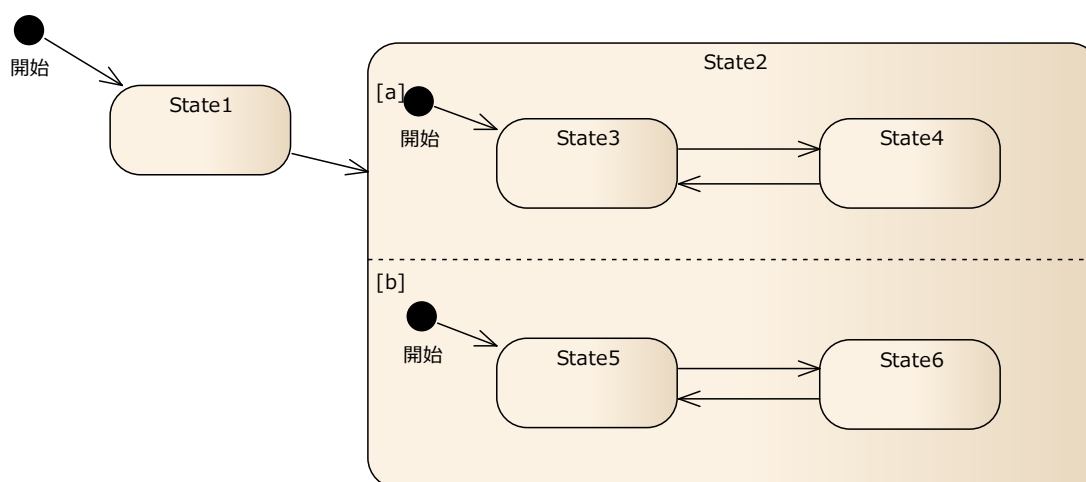 開始
State1
State2
[a]
開始
State3
State4
[b]
開始
State5
State6